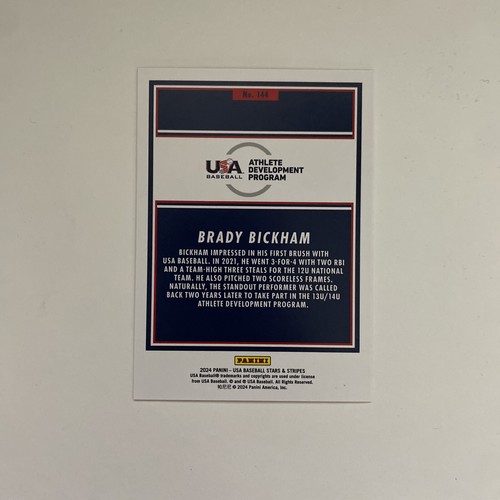 No. 144
USA
BASEBALL
ATHLETE
DEVELOPMENT
PROGRAM
BRADY BICKHAM
BICKHAM IMPRESSED IN HIS FIRST BRUSH WITH
USA BASEBALL. IN 2021, HE WENT 3-FOR-4 WITH TWO RBI
AND A TEAM-HIGH THREE STEALS FOR THE 12U NATIONAL
TEAM. HE ALSO PITCHED TWO SCORELESS FRAMES.
NATURALLY, THE STANDOUT PERFORMER WAS CALLED
BACK TWO YEARS LATER TO TAKE PART IN THE 13U/14U
ATHLETE DEVELOPMENT PROGRAM.
PANINI
2024 PANINI - USA BASEBALL STARS & STRIPES
USA Baseball® trademarks and copyrights are used under license
from USA Baseball. © and ® USA Baseball. All Rights Reserved.
帕尼尼 © 2024 Panini America, Inc.